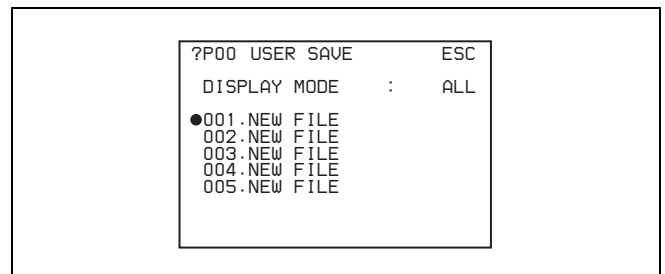 ?P00 USER SAVE ESC
DISPLAY MODE : ALL
●001.NEW FILE
002.NEW FILE
003.NEW FILE
004.NEW FILE
005.NEW FILE